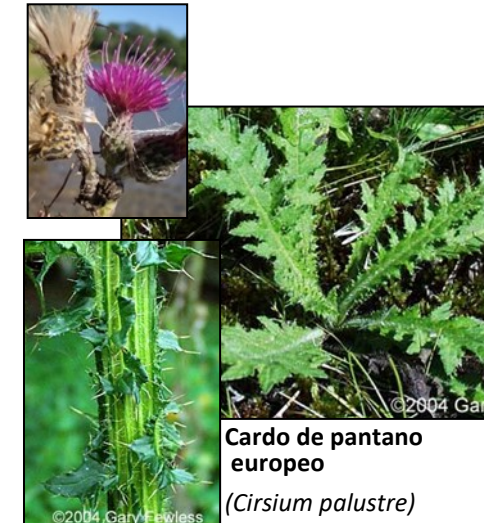 ©2004 Gar
Cardo de pantano
europeo
(Cirsium palustre)
©2004 Gary Fewless